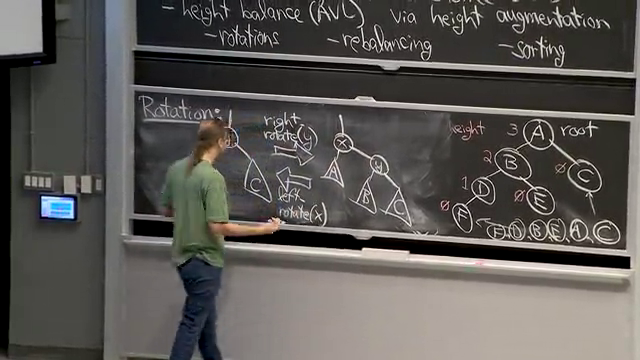 - height balance (AVL) via height augmentation
- rotations - rebalancing - sorting
Rotation:
y
C
right
rotate(y)
left
rotate(x)
x
y
A
B
C
height 3 A root
2 B ∅ C
1 D ∅ E
∅ F
F, D, B, E, A, C